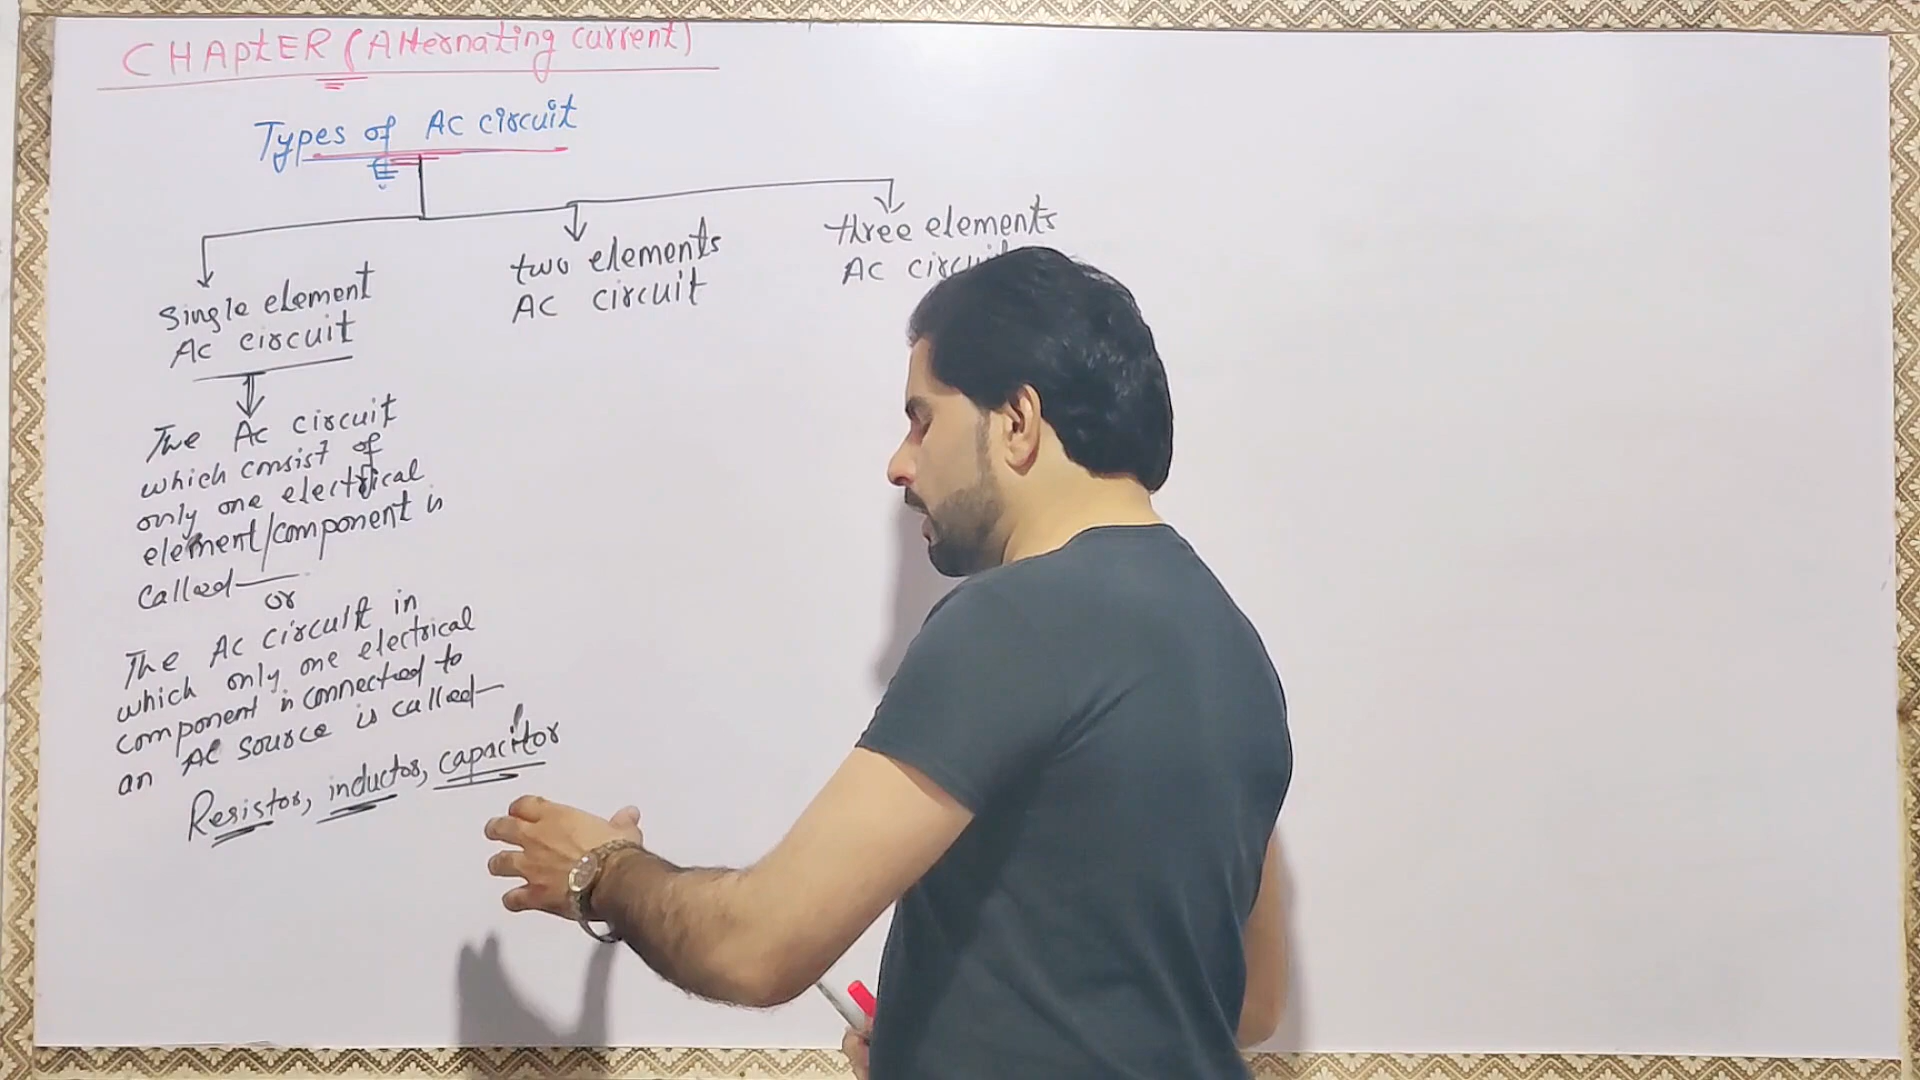 CHAPtER (Alternating current)
Types of AC circuit
single element
AC circuit
two elements
AC circuit
three elements
AC circuit
The AC circuit
which consist of
only one electrical
element/component is
called—
or
The AC circuit in
which only one electrical
component is connected to
an AC source is called—
Resistor, inductor, capacitor